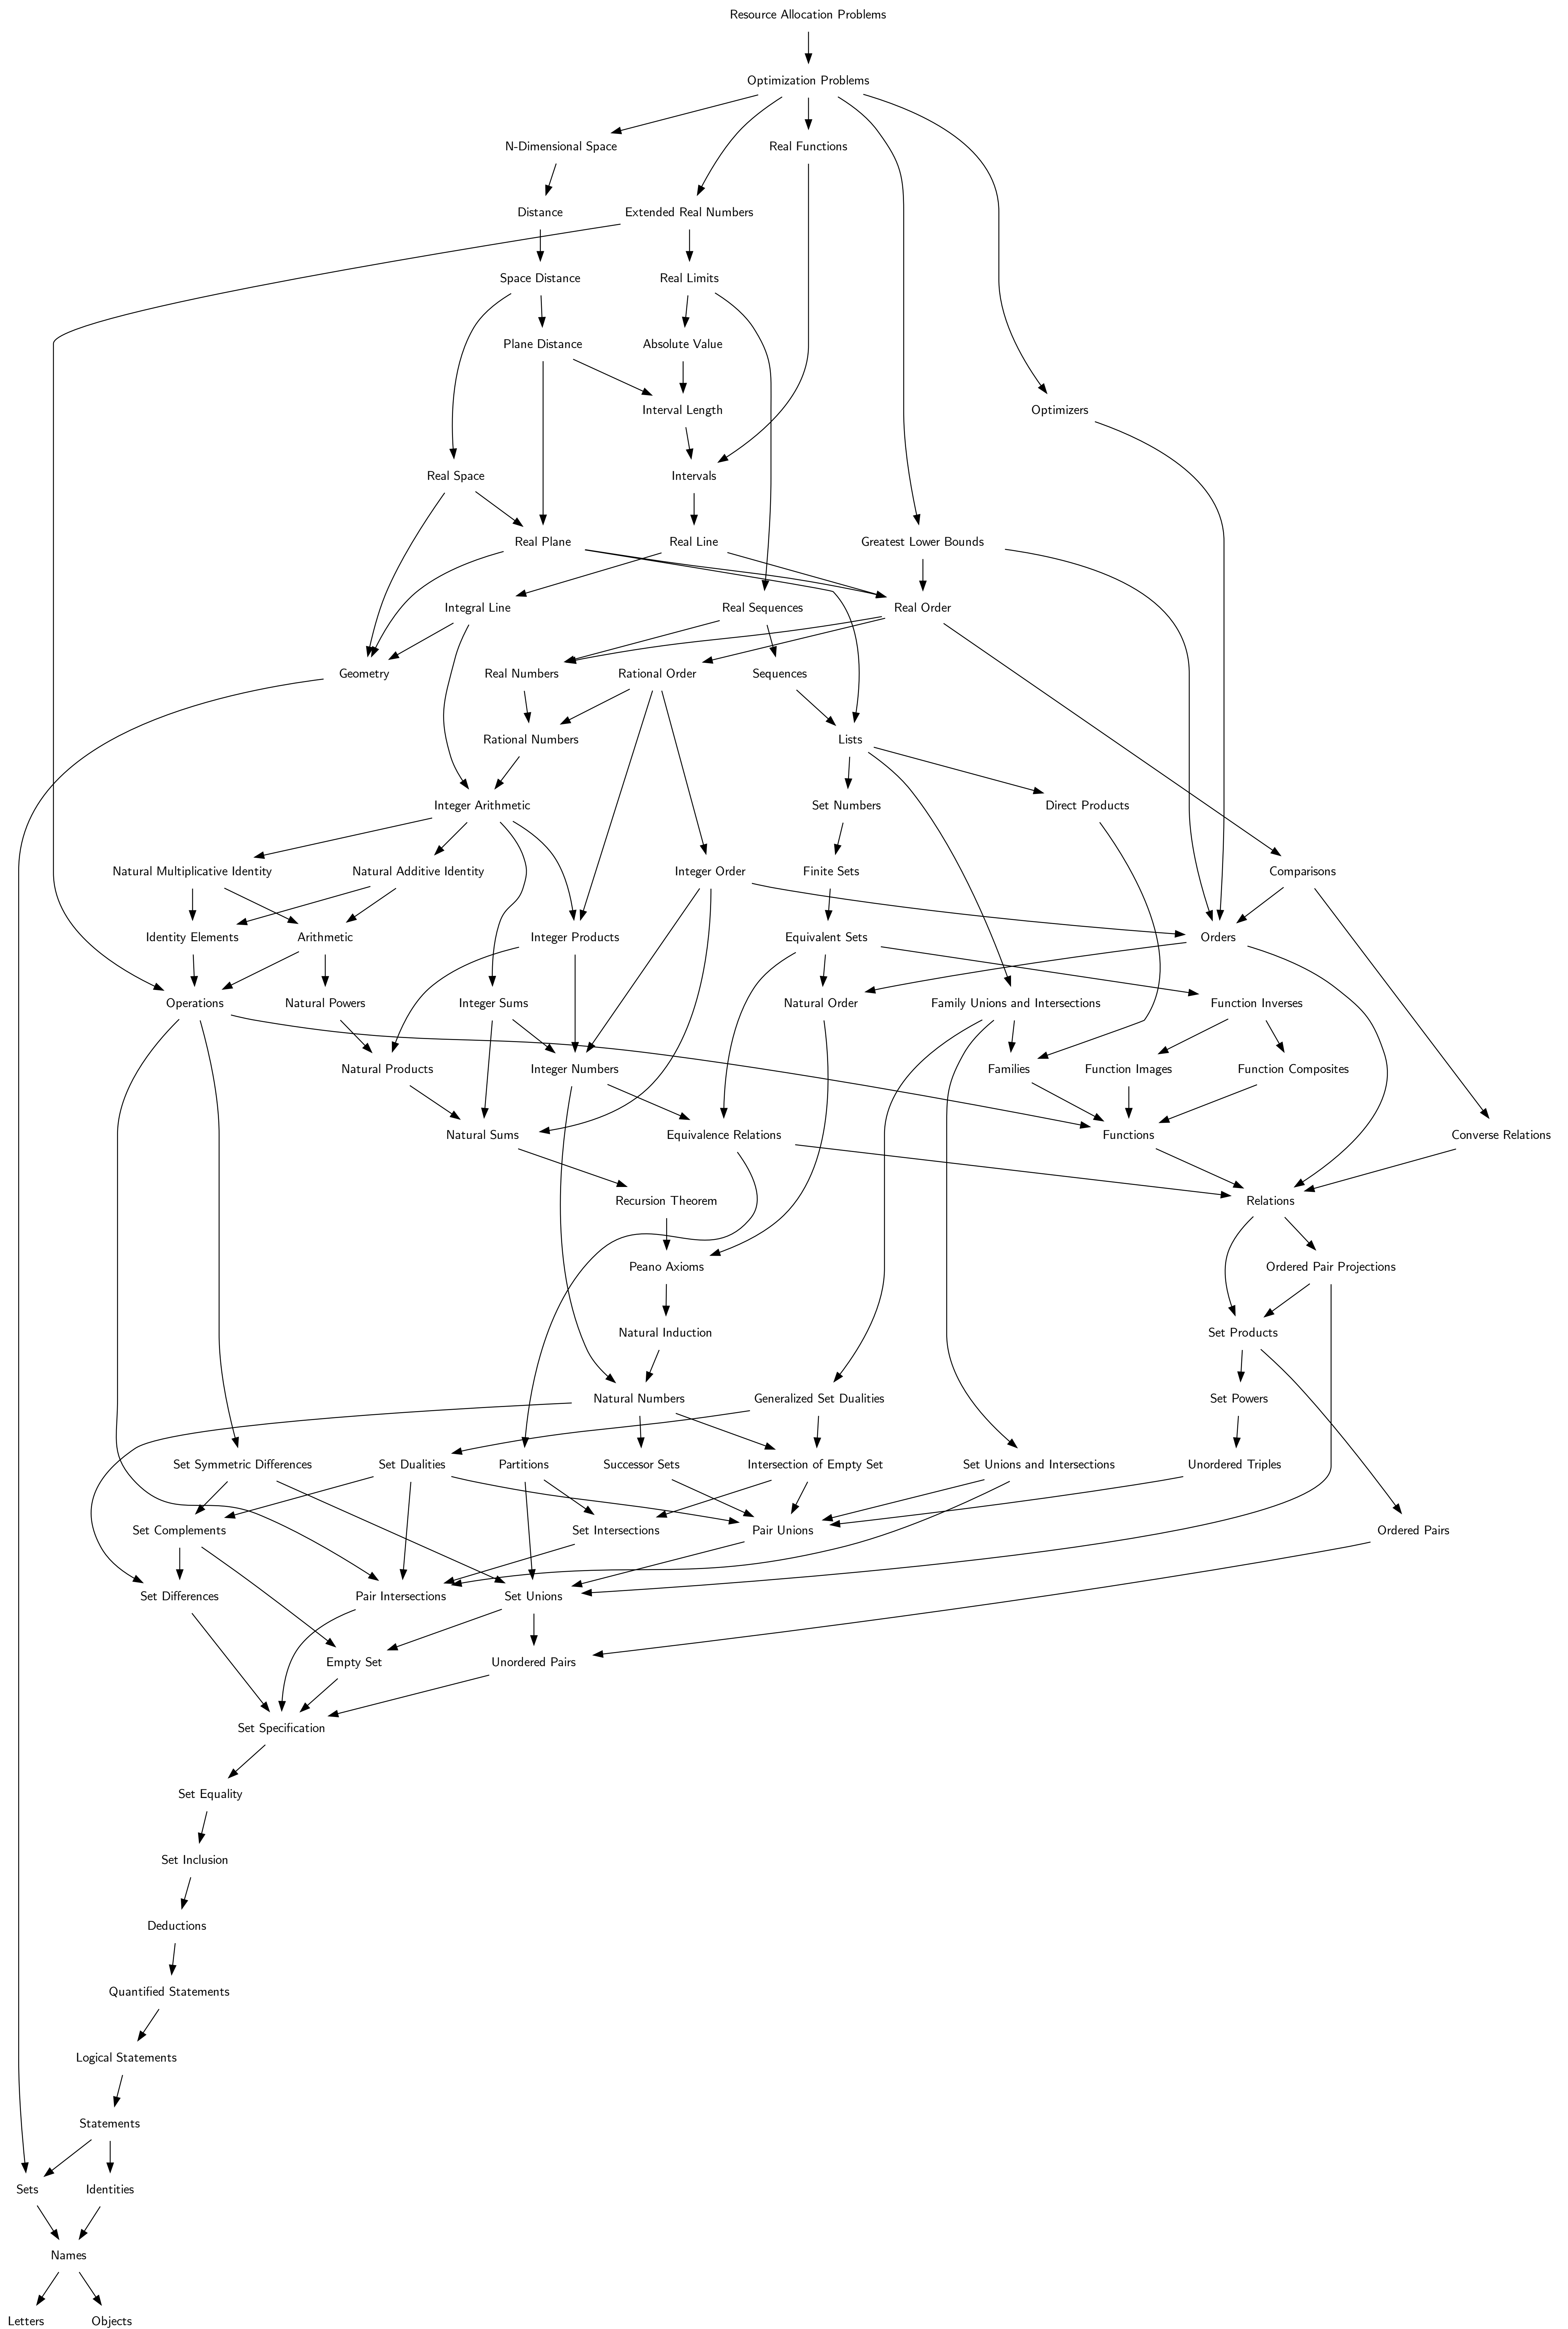 Resource Allocation Problems
Optimization Problems
N-Dimensional Space
Real Functions
Distance
Extended Real Numbers
Space Distance
Real Limits
Plane Distance
Absolute Value
Interval Length
Optimizers
Real Space
Intervals
Real Plane
Real Line
Greatest Lower Bounds
Integral Line
Real Sequences
Real Order
Geometry
Real Numbers
Rational Order
Sequences
Rational Numbers
Lists
Integer Arithmetic
Set Numbers
Direct Products
Natural Multiplicative Identity
Natural Additive Identity
Integer Order
Finite Sets
Comparisons
Identity Elements
Arithmetic
Integer Products
Equivalent Sets
Orders
Operations
Natural Powers
Integer Sums
Natural Order
Family Unions and Intersections
Function Inverses
Natural Products
Integer Numbers
Families
Function Images
Function Composites
Natural Sums
Equivalence Relations
Functions
Converse Relations
Recursion Theorem
Relations
Peano Axioms
Ordered Pair Projections
Natural Induction
Set Products
Natural Numbers
Generalized Set Dualities
Set Powers
Set Symmetric Differences
Set Dualities
Partitions
Successor Sets
Intersection of Empty Set
Set Unions and Intersections
Unordered Triples
Set Complements
Set Intersections
Pair Unions
Ordered Pairs
Set Differences
Pair Intersections
Set Unions
Empty Set
Unordered Pairs
Set Specification
Set Equality
Set Inclusion
Deductions
Quantified Statements
Logical Statements
Statements
Sets
Identities
Names
Letters
Objects